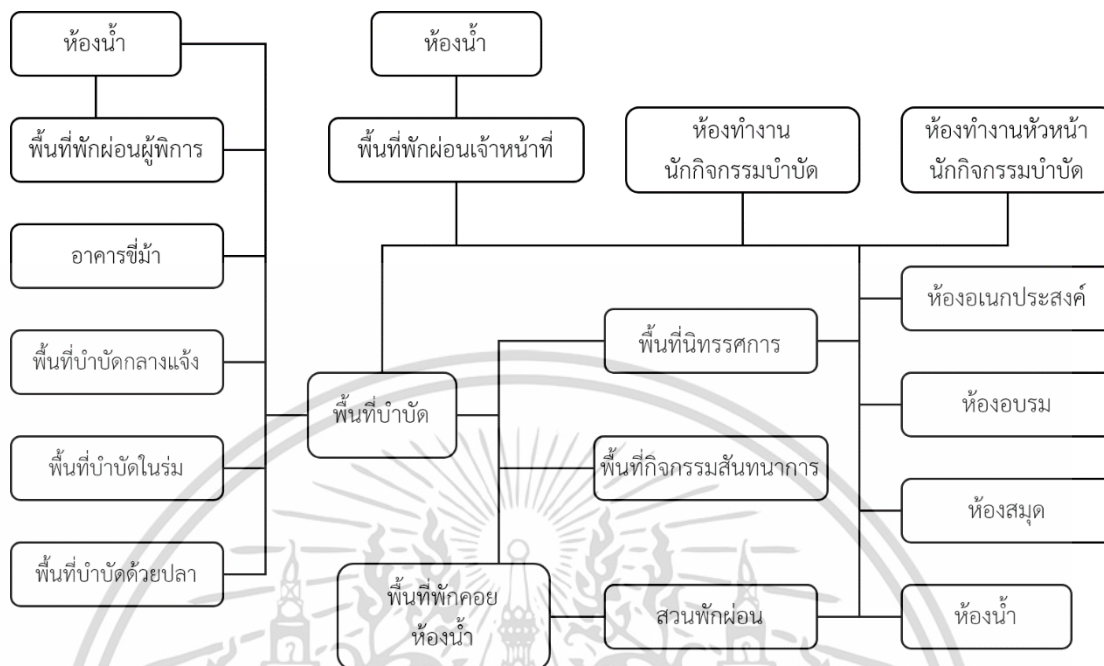 ห้องน้ำ
ห้องน้ำ
พื้นที่พักผ่อนผู้พิการ
พื้นที่พักผ่อนเจ้าหน้าที่
ห้องทำงาน
นักกิจกรรมบำบัด
ห้องทำงานหัวหน้า
นักกิจกรรมบำบัด
อาคารขี่ม้า
ห้องอเนกประสงค์
พื้นที่บำบัดกลางแจ้ง
พื้นที่นิทรรศการ
พื้นที่บำบัด
ห้องอบรม
พื้นที่บำบัดในร่ม
พื้นที่กิจกรรมสันทนาการ
ห้องสมุด
พื้นที่บำบัดด้วยปลา
พื้นที่พักคอย
ห้องน้ำ
สวนพักผ่อน
ห้องน้ำ